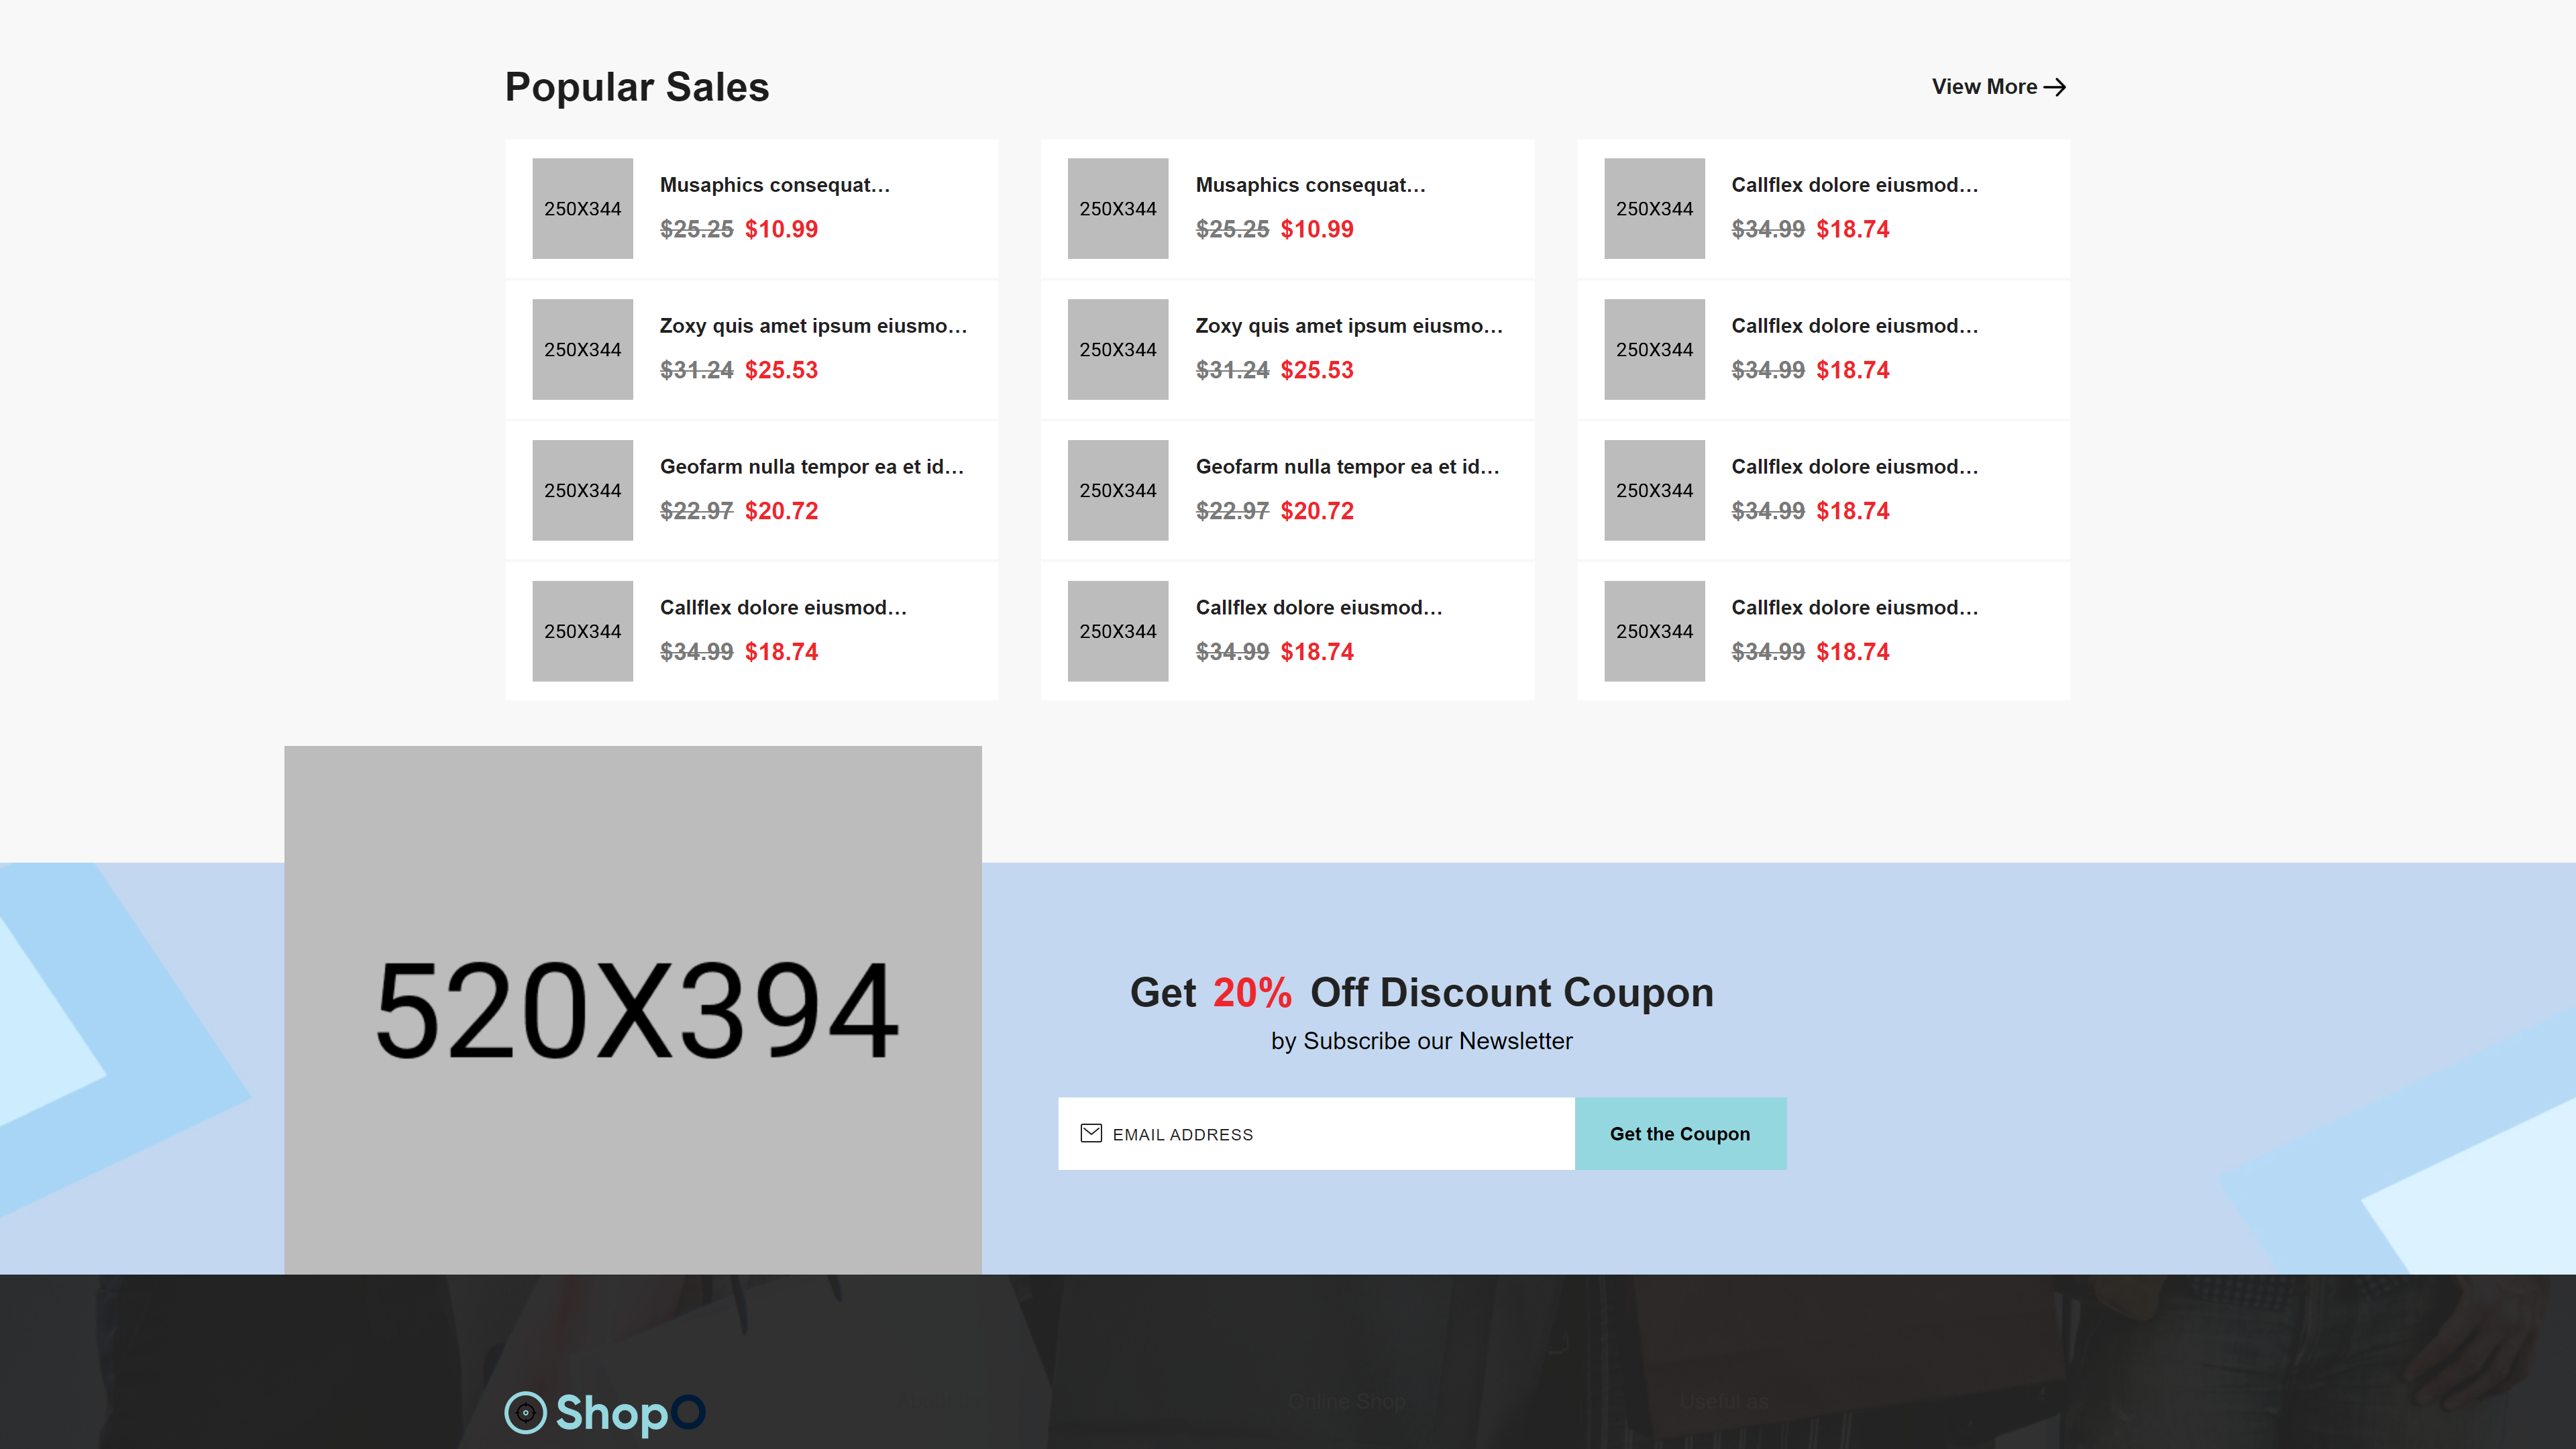 Popular Sales
View More
250X344
Musaphics consequat...
$25.25 $10.99
250X344
Zoxy quis amet ipsum eiusmo...
$31.24 $25.53
250X344
Geofarm nulla tempor ea et id...
$22.97 $20.72
250X344
Callflex dolore eiusmod...
$34.99 $18.74
250X344
Musaphics consequat...
$25.25 $10.99
250X344
Zoxy quis amet ipsum eiusmo...
$31.24 $25.53
250X344
Geofarm nulla tempor ea et id...
$22.97 $20.72
250X344
Callflex dolore eiusmod...
$34.99 $18.74
250X344
Callflex dolore eiusmod...
$34.99 $18.74
250X344
Callflex dolore eiusmod...
$34.99 $18.74
250X344
Callflex dolore eiusmod...
$34.99 $18.74
250X344
Callflex dolore eiusmod...
$34.99 $18.74
520X394
Get 20% Off Discount Coupon
by Subscribe our Newsletter
EMAIL ADDRESS
Get the Coupon
ShopO
Online Shop
Useful as